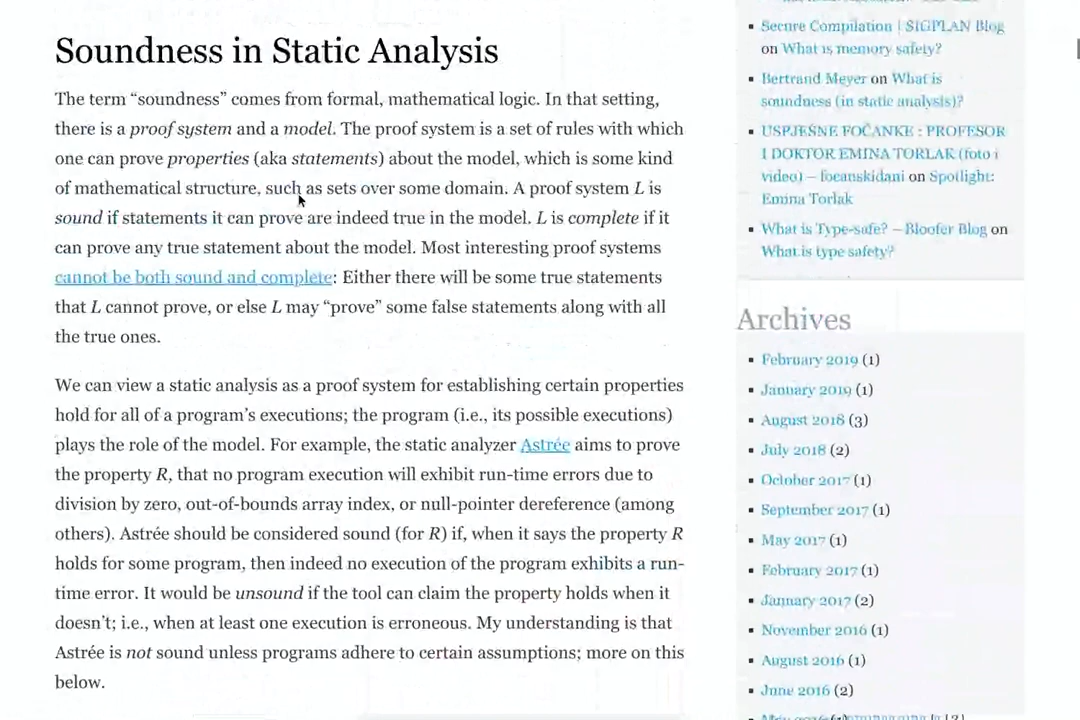 Soundness in Static Analysis
The term “soundness” comes from formal, mathematical logic. In that setting,
there is a proof system and a model. The proof system is a set of rules with which
one can prove properties (aka statements) about the model, which is some kind
of mathematical structure, such as sets over some domain. A proof system L is
sound if statements it can prove are indeed true in the model. L is complete if it
can prove any true statement about the model. Most interesting proof systems
cannot be both sound and complete: Either there will be some true statements
that L cannot prove, or else L may “prove” some false statements along with all
the true ones.
We can view a static analysis as a proof system for establishing certain properties
hold for all of a program’s executions; the program (i.e., its possible executions)
plays the role of the model. For example, the static analyzer Astrée aims to prove
the property R, that no program execution will exhibit run-time errors due to
division by zero, out-of-bounds array index, or null-pointer dereference (among
others). Astrée should be considered sound (for R) if, when it says the property R
holds for some program, then indeed no execution of the program exhibits a run-
time error. It would be unsound if the tool can claim the property holds when it
doesn’t; i.e., when at least one execution is erroneous. My understanding is that
Astrée is not sound unless programs adhere to certain assumptions; more on this
below.
Secure Compilation | SIGPLAN Blog
on What is memory safety?
Bertrand Meyer on What is
soundness (in static analysis)?
USPJEŠNE FOČANKE : PROFESOR
I DOKTOR EMINA TORLAK (foto i
video) – focanskidani on Spotlight:
Emina Torlak
What is Type-safe? – Bloofer Blog on
What is type safety?
Archives
February 2019 (1)
January 2019 (1)
August 2018 (3)
July 2018 (2)
October 2017 (1)
September 2017 (1)
May 2017 (1)
February 2017 (1)
January 2017 (2)
November 2016 (1)
August 2016 (1)
June 2016 (2)